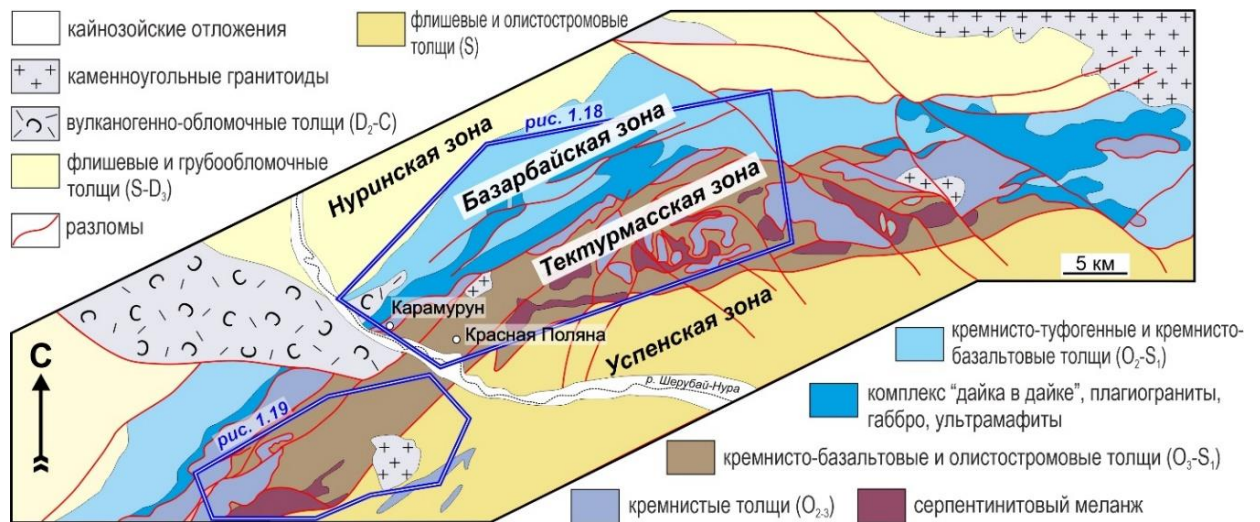 кайнозойские отложения
каменноугольные гранитоиды
вулканогенно-обломочные толщи (D₂-C)
флишевые и грубообломочные
толщи (S-D₃)
разломы
флишевые и олистостромовые
толщи (S)
рис. 1.18
Нуринская зона
Базарбайская зона
Тектурмасская зона
Успенская зона
5 км
Карамурун
Красная Поляна
р. Шерубай-Нура
С
рис. 1.19
кремнисто-туфогенные и кремнисто-
базальтовые толщи (O₂-S₁)
комплекс “дайка в дайке”, плагиограниты,
габбро, ультрамафиты
кремнисто-базальтовые и олистостромовые толщи (O₃-S₁)
кремнистые толщи (O₂₋₃)
серпентинитовый меланж